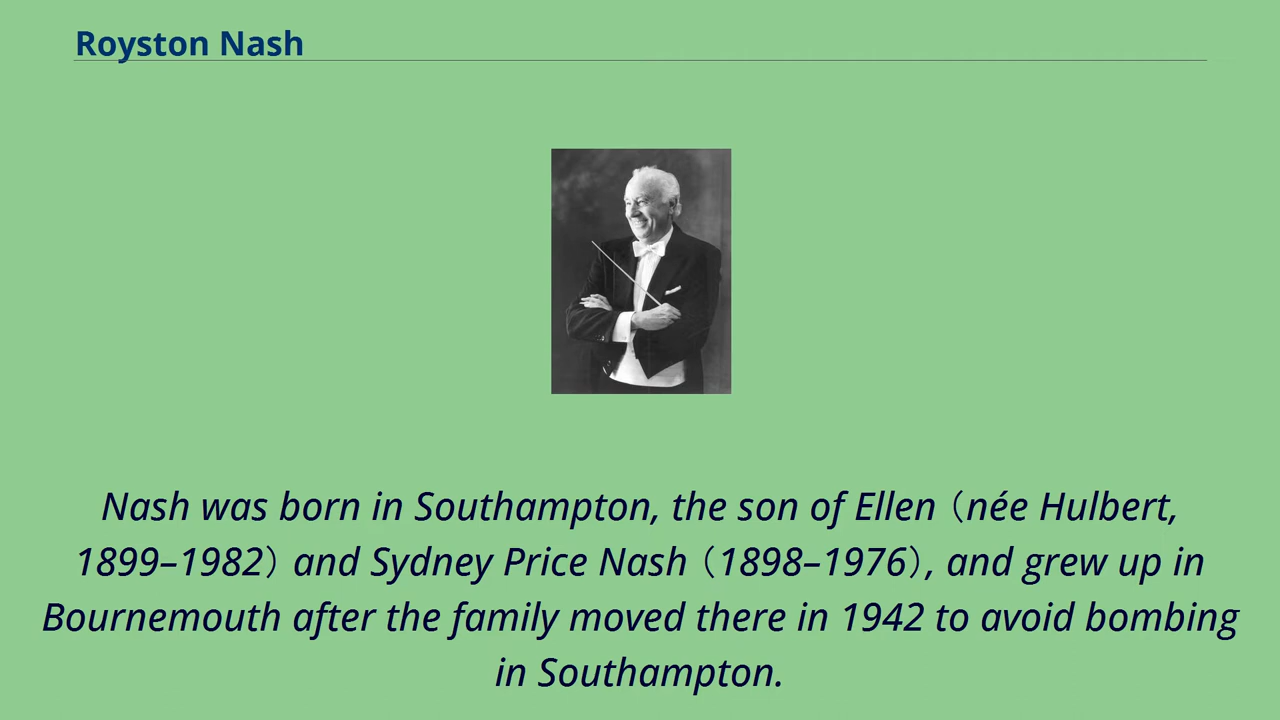 Royston Nash
Nash was born in Southampton, the son of Ellen (née Hulbert,
1899–1982) and Sydney Price Nash (1898–1976), and grew up in
Bournemouth after the family moved there in 1942 to avoid bombing
in Southampton.